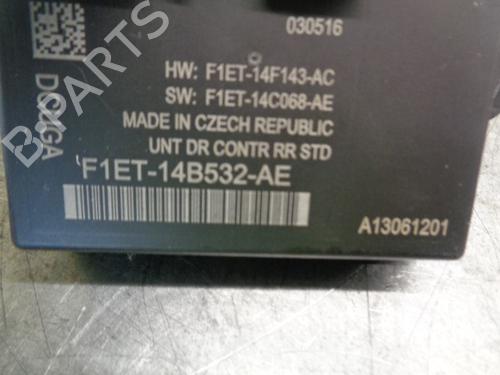 030516
HW: F1ET-14F143-AC
SW: F1ET-14C068-AE
MADE IN CZECH REPUBLIC
UNT DR CONTR RR STD
F1ET-14B532-AE
A13061201
B-PARTS